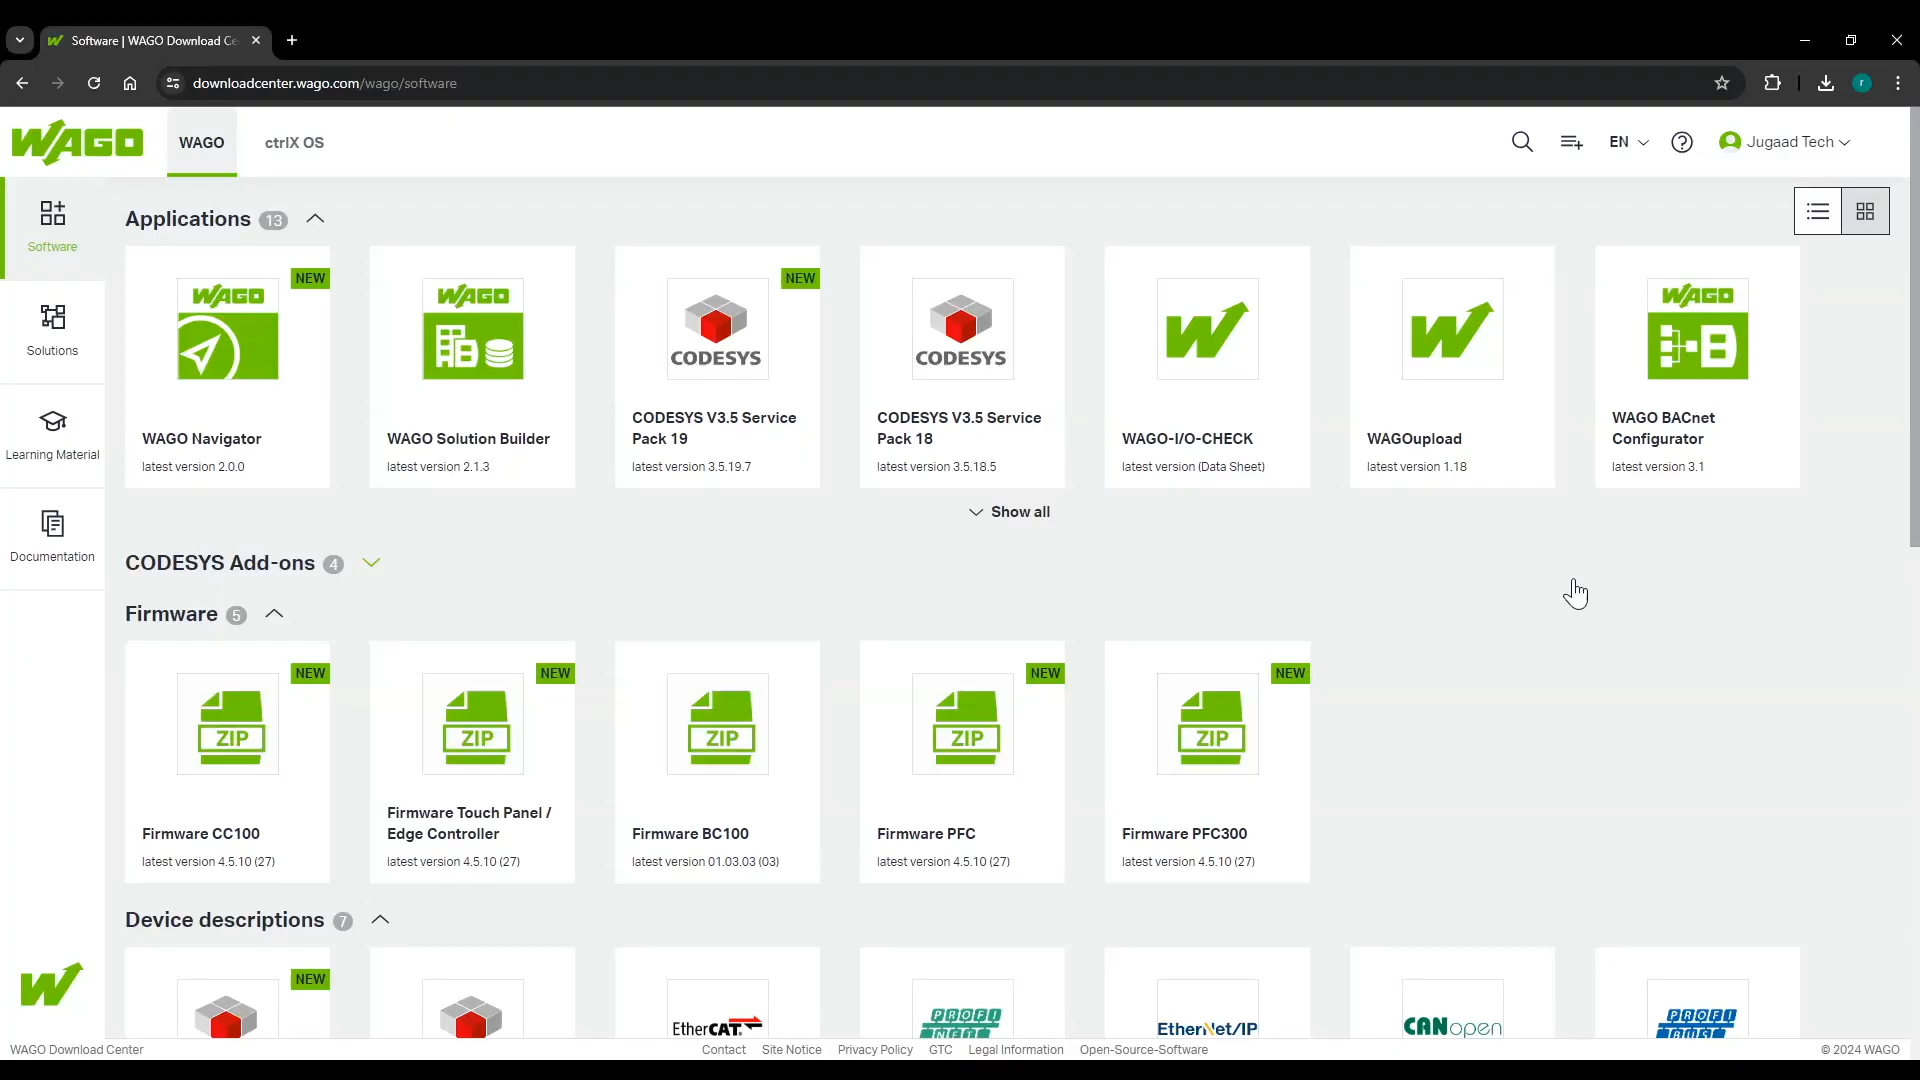 Software | WAGO Download Ce
downloadcenter.wago.com/wago/software
WAGO
WAGO
ctrlX OS
EN
Jugaad Tech
Software
Solutions
Learning Material
Documentation
Applications 13
NEW
WAGO
WAGO Navigator
latest version 2.0.0
WAGO
WAGO Solution Builder
latest version 2.1.3
NEW
CODESYS
CODESYS V3.5 Service
Pack 19
latest version 3.5.19.7
CODESYS
CODESYS V3.5 Service
Pack 18
latest version 3.5.18.5
WAGO-I/O-CHECK
latest version (Data Sheet)
WAGOupload
latest version 1.18
WAGO
WAGO BACnet
Configurator
latest version 3.1
Show all
CODESYS Add-ons 4
Firmware 5
NEW
ZIP
Firmware CC100
latest version 4.5.10 (27)
NEW
ZIP
Firmware Touch Panel /
Edge Controller
latest version 4.5.10 (27)
ZIP
Firmware BC100
latest version 01.03.03 (03)
NEW
ZIP
Firmware PFC
latest version 4.5.10 (27)
NEW
ZIP
Firmware PFC300
latest version 4.5.10 (27)
Device descriptions 7
NEW
EtherCAT
PROFI
NET
EtherNet/IP
CANopen
PROFI
BUS
WAGO Download Center
Contact Site Notice Privacy Policy GTC Legal Information Open-Source-Software
© 2024 WAGO